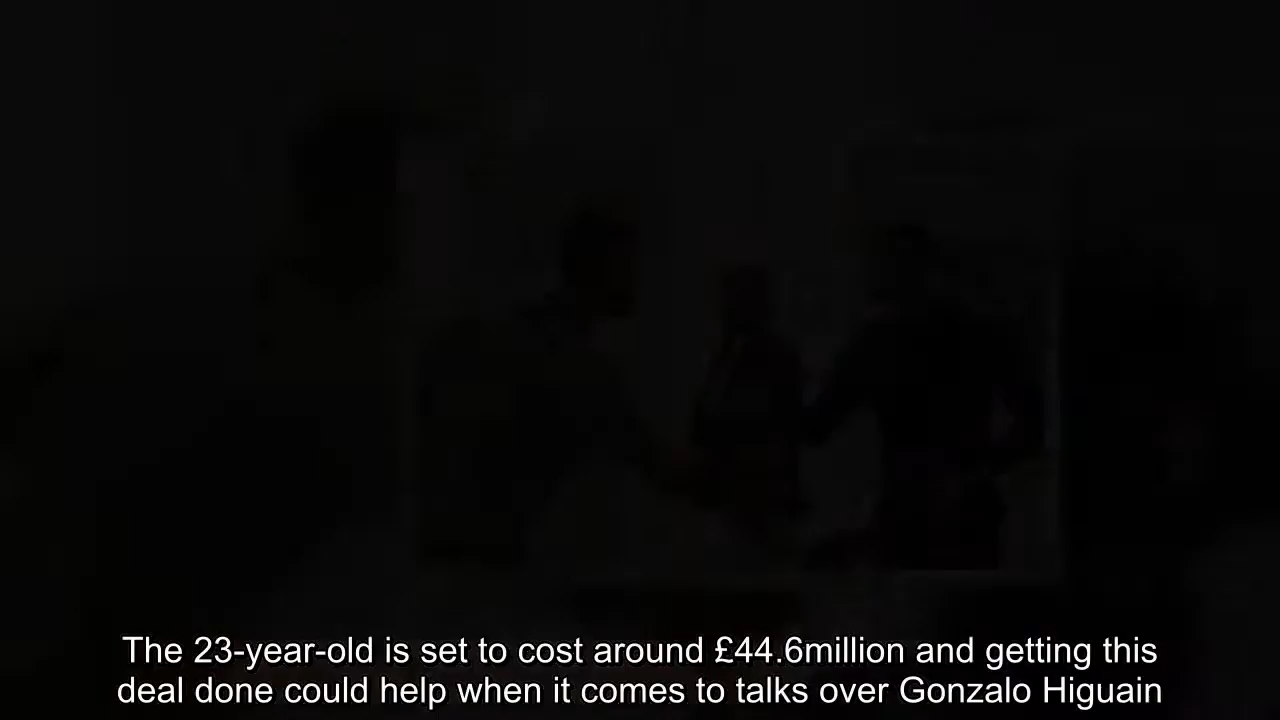 The 23-year-old is set to cost around £44.6million and getting this
deal done could help when it comes to talks over Gonzalo Higuain